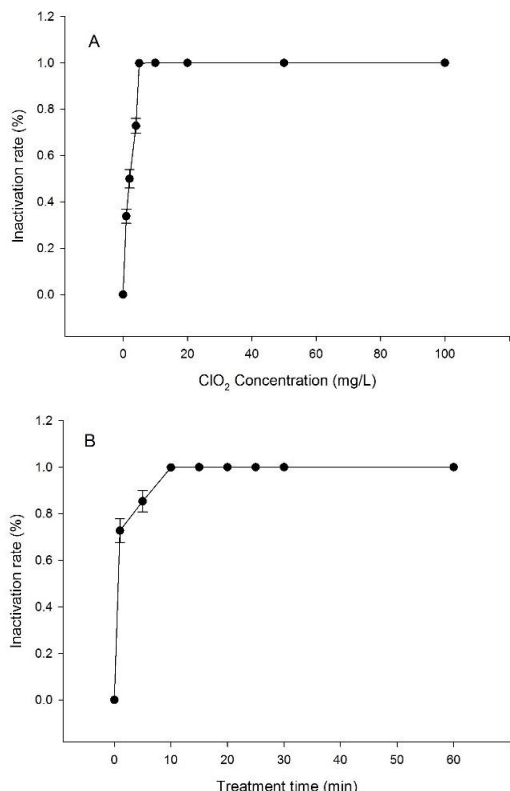 A
1.2
1.0
0.8
0.6
0.4
0.2
0.0
Inactivation rate (%)
0 20 40 60 80 100
ClO₂ Concentration (mg/L)
B
1.2
1.0
0.8
0.6
0.4
0.2
0.0
Inactivation rate (%)
0 10 20 30 40 50 60
Treatment time (min)